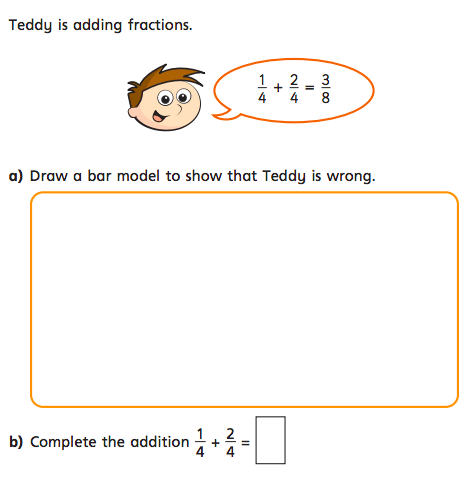 Teddy is adding fractions.
1/4 + 2/4 = 3/8
a) Draw a bar model to show that Teddy is wrong.
b) Complete the addition 1/4 + 2/4 =